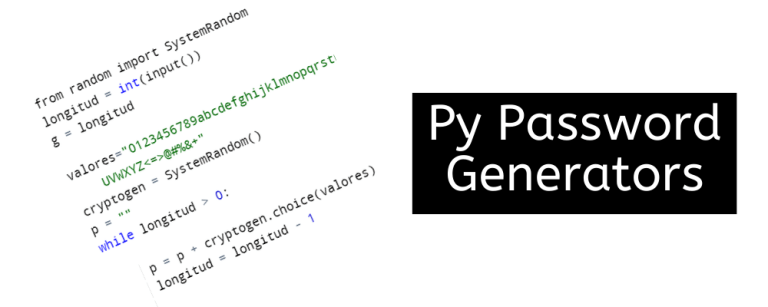 from random import SystemRandom
longitud = int(input())
g = longitud
valores="0123456789abcdefghijklmnopqrst
UVWXYZ<=>@#%&+"
cryptogen = SystemRandom()
p = ""
while longitud > 0:
p = p + cryptogen.choice(valores)
longitud = longitud - 1
Py Password
Generators